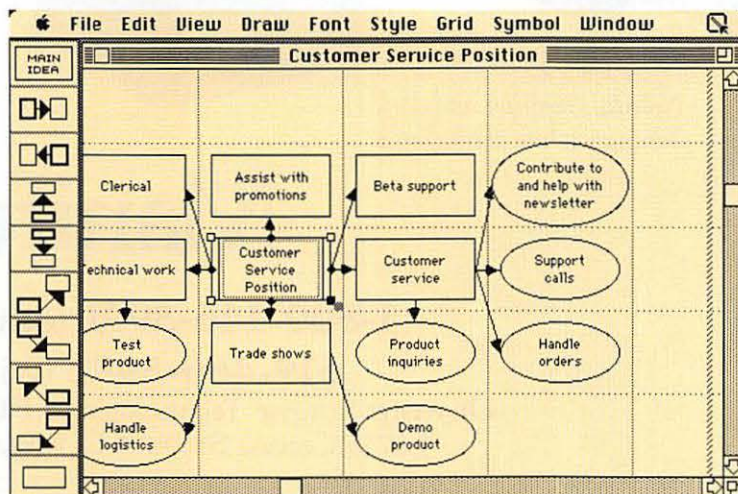 File Edit View Draw Font Style Grid Symbol Window
MAIN
IDEA
Customer Service Position
Clerical
Assist with
promotions
Beta support
Contribute to
and help with
newsletter
Technical work
Customer
Service
Position
Customer
service
Support
calls
Test
product
Trade shows
Product
inquiries
Handle
orders
Handle
logistics
Demo
product